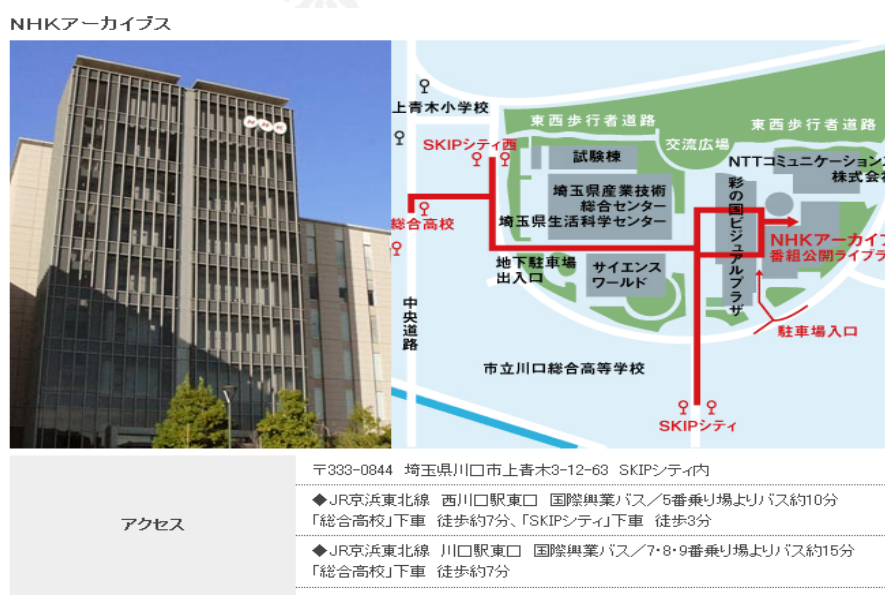 NHKアーカイブス
NHK
上青木小学校
東西歩行者道路
東西歩行者道路
SKIPシティ西
交流広場
試験棟
NTTコミュニケーション
株式会
埼玉県産業技術
総合センター
埼玉県生活科学センター
彩の国ビジュアルプラザ
総合高校
NHKアーカイ
番組公開ライブラ
地下駐車場
出入口
サイエンス
ワールド
中央道路
駐車場入口
市立川口総合高等学校
SKIPシティ
アクセス
〒333-0844 埼玉県川口市上青木3-12-63 SKIPシティ内
◆JR京浜東北線 西川口駅東口 国際興業バス/5番乗り場よりバス約10分
「総合高校」下車 徒歩約7分、「SKIPシティ」下車 徒歩3分
◆JR京浜東北線 川口駅東口 国際興業バス/7・8・9番乗り場よりバス約15分
「総合高校」下車 徒歩約7分